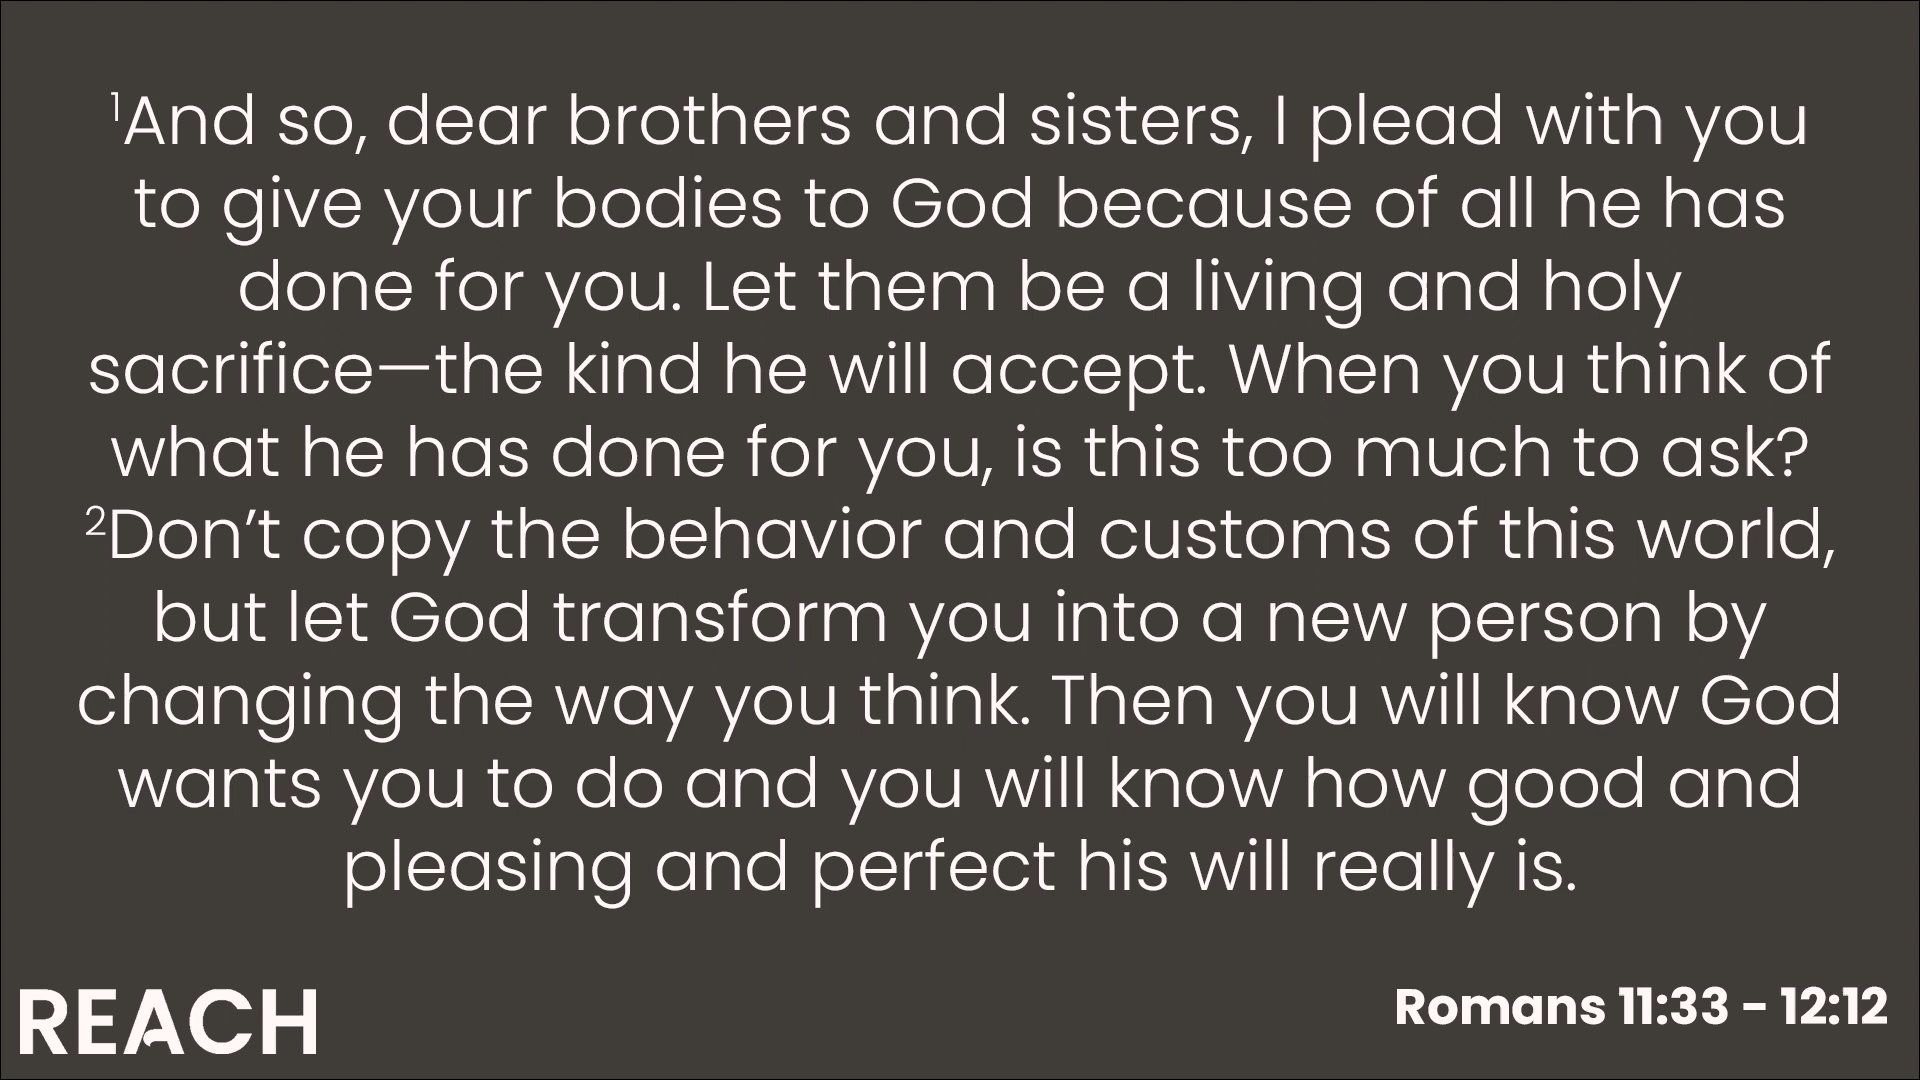 ¹And so, dear brothers and sisters, I plead with you
to give your bodies to God because of all he has
done for you. Let them be a living and holy
sacrifice—the kind he will accept. When you think of
what he has done for you, is this too much to ask?
²Don’t copy the behavior and customs of this world,
but let God transform you into a new person by
changing the way you think. Then you will know God
wants you to do and you will know how good and
pleasing and perfect his will really is.
REACH
Romans 11:33 - 12:12